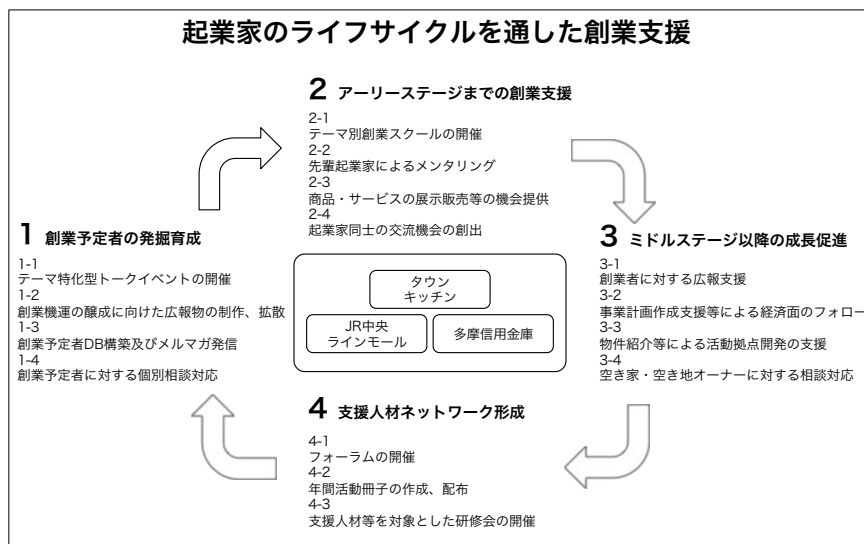 起業家のライフサイクルを通した創業支援
1 創業予定者の発掘育成
1-1
テーマ特化型トークイベントの開催
1-2
創業機運の醸成に向けた広報物の制作、拡散
1-3
創業予定者DB構築及びメルマガ発信
1-4
創業予定者に対する個別相談対応
2 アーリーステージまでの創業支援
2-1
テーマ別創業スクールの開催
2-2
先輩起業家によるメンタリング
2-3
商品・サービスの展示販売等の機会提供
2-4
起業家同士の交流機会の創出
3 ミドルステージ以降の成長促進
3-1
創業者に対する広報支援
3-2
事業計画作成支援等による経済面のフォロー
3-3
物件紹介等による活動拠点開発の支援
3-4
空き家・空き地オーナーに対する相談対応
タウン
キッチン
JR中央
ラインモール
多摩信用金庫
4 支援人材ネットワーク形成
4-1
フォーラムの開催
4-2
年間活動冊子の作成、配布
4-3
支援人材等を対象とした研修会の開催